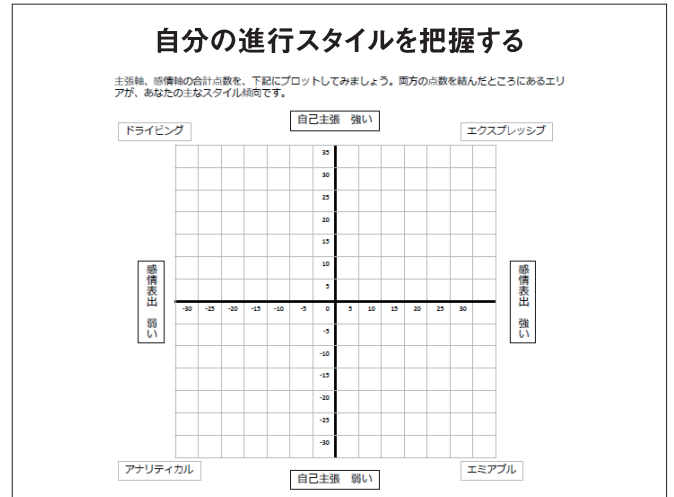 自分の進行スタイルを把握する
主張軸、感情軸の合計点数を、下記にプロットしてみましょう。両方の点数を結んだところにあるエリ
アが、あなたの主なスタイル傾向です。
自己主張　強い
ドライビング
エクスプレッシブ
35
30
25
20
15
10
5
感情表出　弱い
感情表出　強い
-30 -25 -20 -15 -10 -5 0 5 10 15 20 25 30
-5
-10
-15
-20
-25
-30
アナリティカル
エミアブル
自己主張　弱い